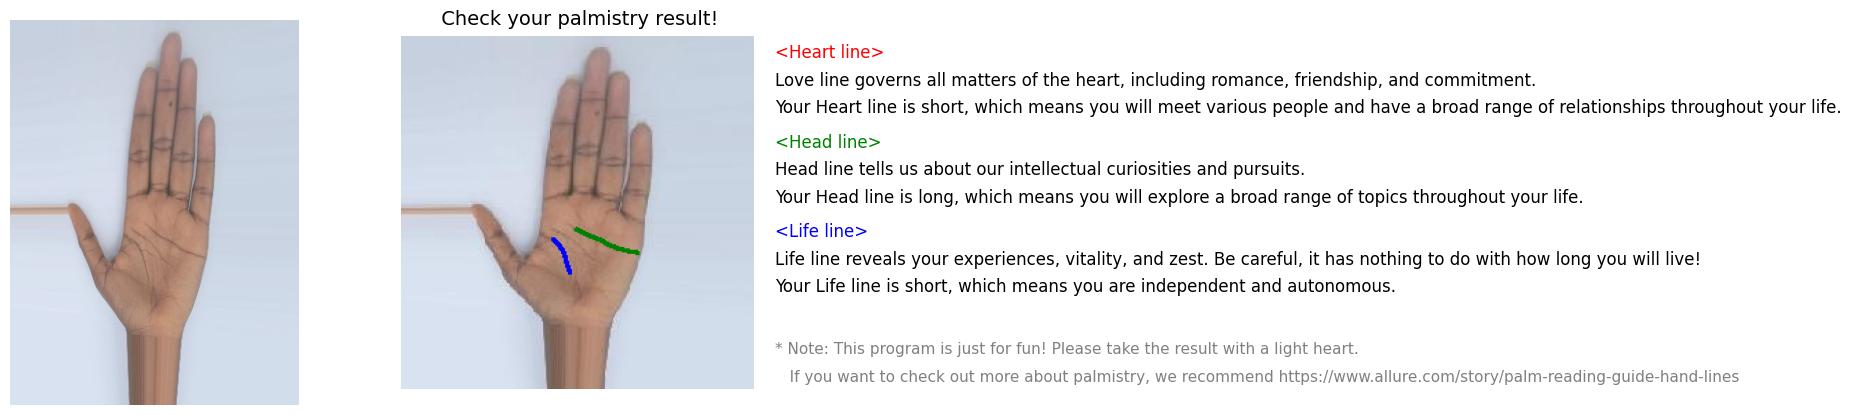 Check your palmistry result!
<Heart line>
Love line governs all matters of the heart, including romance, friendship, and commitment.
Your Heart line is short, which means you will meet various people and have a broad range of relationships throughout your life.
<Head line>
Head line tells us about our intellectual curiosities and pursuits.
Your Head line is long, which means you will explore a broad range of topics throughout your life.
<Life line>
Life line reveals your experiences, vitality, and zest. Be careful, it has nothing to do with how long you will live!
Your Life line is short, which means you are independent and autonomous.
* Note: This program is just for fun! Please take the result with a light heart.
If you want to check out more about palmistry, we recommend https://www.allure.com/story/palm-reading-guide-hand-lines